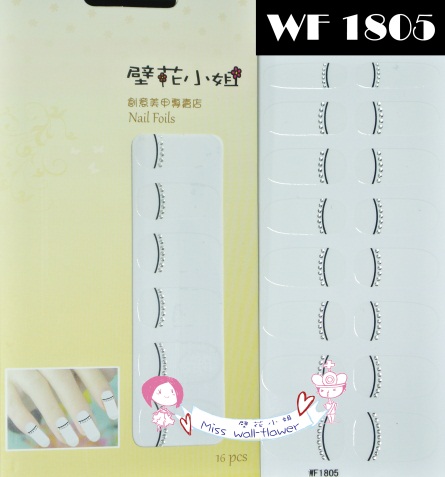 WF 1805
壁花小姐
創意美甲專賣店
Nail Foils
壁花小姐
Miss wall-flower
16 pcs
WF1805